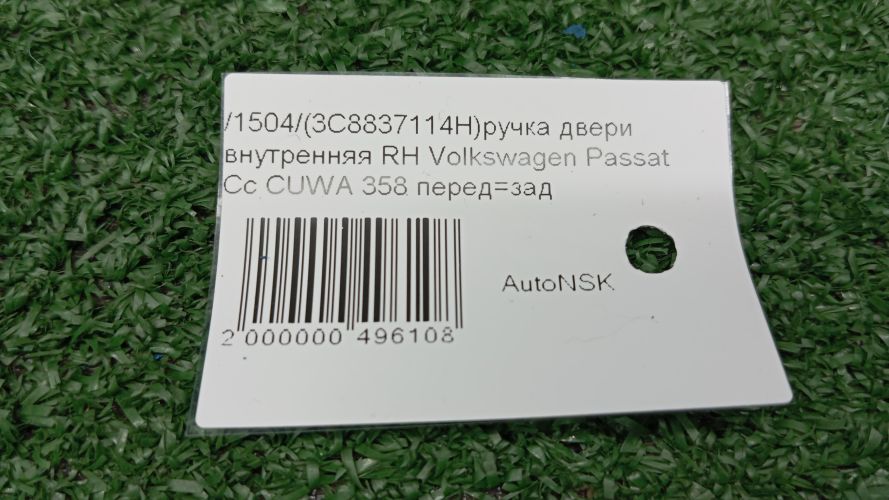 /1504/(3C8837114H)ручка двери
внутренняя RH Volkswagen Passat
Cc CUWA 358 перед=зад
AutoNSK
2 000000 496108